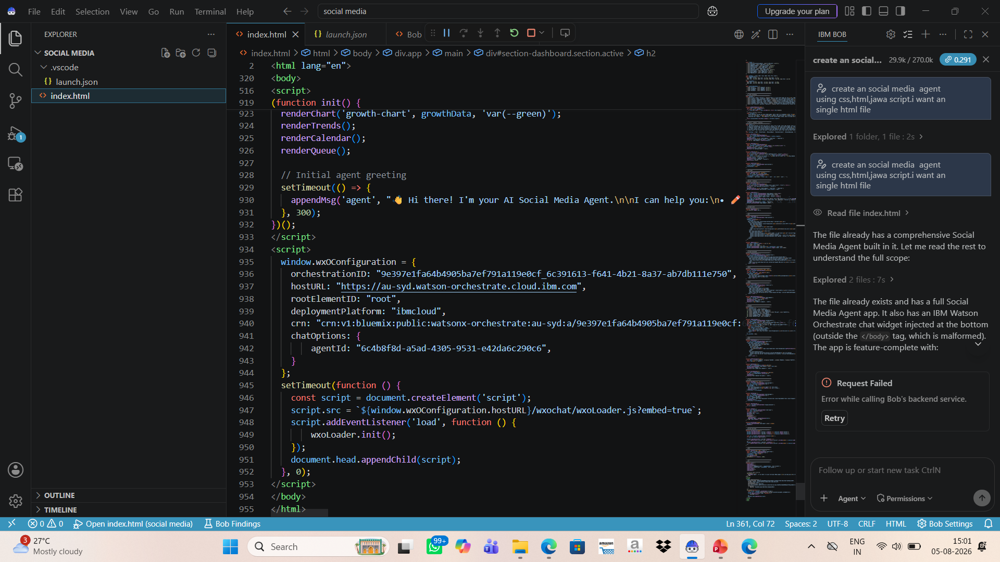 File Edit Selection View Go Run Terminal Help
social media
Upgrade your plan
EXPLORER
SOCIAL MEDIA
.vscode
{} launch.json
<> index.html
1
OUTLINE
TIMELINE
<> index.html
{} launch.json
<> Bob
<> index.html > html > body > div.app > main > div#section-dashboard.section.active > h2
2 <html lang="en">
320 <body>
516 <script>
919 (function init() {
923 renderChart('growth-chart', growthData, 'var(--green)');
924 renderTrends();
925 renderCalendar();
926 renderQueue();
927
928 // Initial agent greeting
929 setTimeout(() => {
930 appendMsg('agent', "👋 Hi there! I'm your AI Social Media Agent.\n\nI can help you:\n• ✏️
931 }, 300);
932 })();
933 </script>
934 <script>
935 window.wxOConfiguration = {
936 orchestrationID: "9e397e1fa64b4905ba7ef791a119e0cf_6c391613-f641-4b21-8a37-ab7db111e750",
937 hostURL: "https://au-syd.watson-orchestrate.cloud.ibm.com",
938 rootElementID: "root",
939 deploymentPlatform: "ibmcloud",
940 crn: "crn:v1:bluemix:public:watsonx-orchestrate:au-syd:a/9e397e1fa64b4905ba7ef791a119e0cf:
941 chatOptions: {
942 agentId: "6c4b8f8d-a5ad-4305-9531-e42da6c290c6",
943 }
944 };
945 setTimeout(function () {
946 const script = document.createElement('script');
947 script.src = `${window.wxOConfiguration.hostURL}/wxochat/wxoLoader.js?embed=true`;
948 script.addEventListener('load', function () {
949 wxoLoader.init();
950 });
951 document.head.appendChild(script);
952 }, 0);
953 </script>
954 </body>
955 </html>
IBM BOB
create an social... 29.9k / 270.0k 0.291
create an social media agent
using css,html,jawa script.i want an
single html file
Explored 1 folder, 1 file : 2s >
create an social media agent
using css,html,jawa script.i want an
single html file
Read file index.html >
The file already has a comprehensive Social
Media Agent built in it. Let me read the rest to
understand the full scope:
Explored 2 files : 7s >
The file already exists and has a full Social
Media Agent app. It also has an IBM Watson
Orchestrate chat widget injected at the bottom
(outside the </body> tag, which is malformed).
The app is feature-complete with:
Request Failed
Error while calling Bob's backend service.
Retry
Follow up or start new task CtrlN
Agent Permissions
0 0 Open index.html (social media) Bob Findings
Ln 361, Col 72 Spaces: 2 UTF-8 CRLF HTML Bob Settings
3 27°C
Mostly cloudy
Search
99+
amazon
a
P
ENG
IN
15:01
05-08-2026